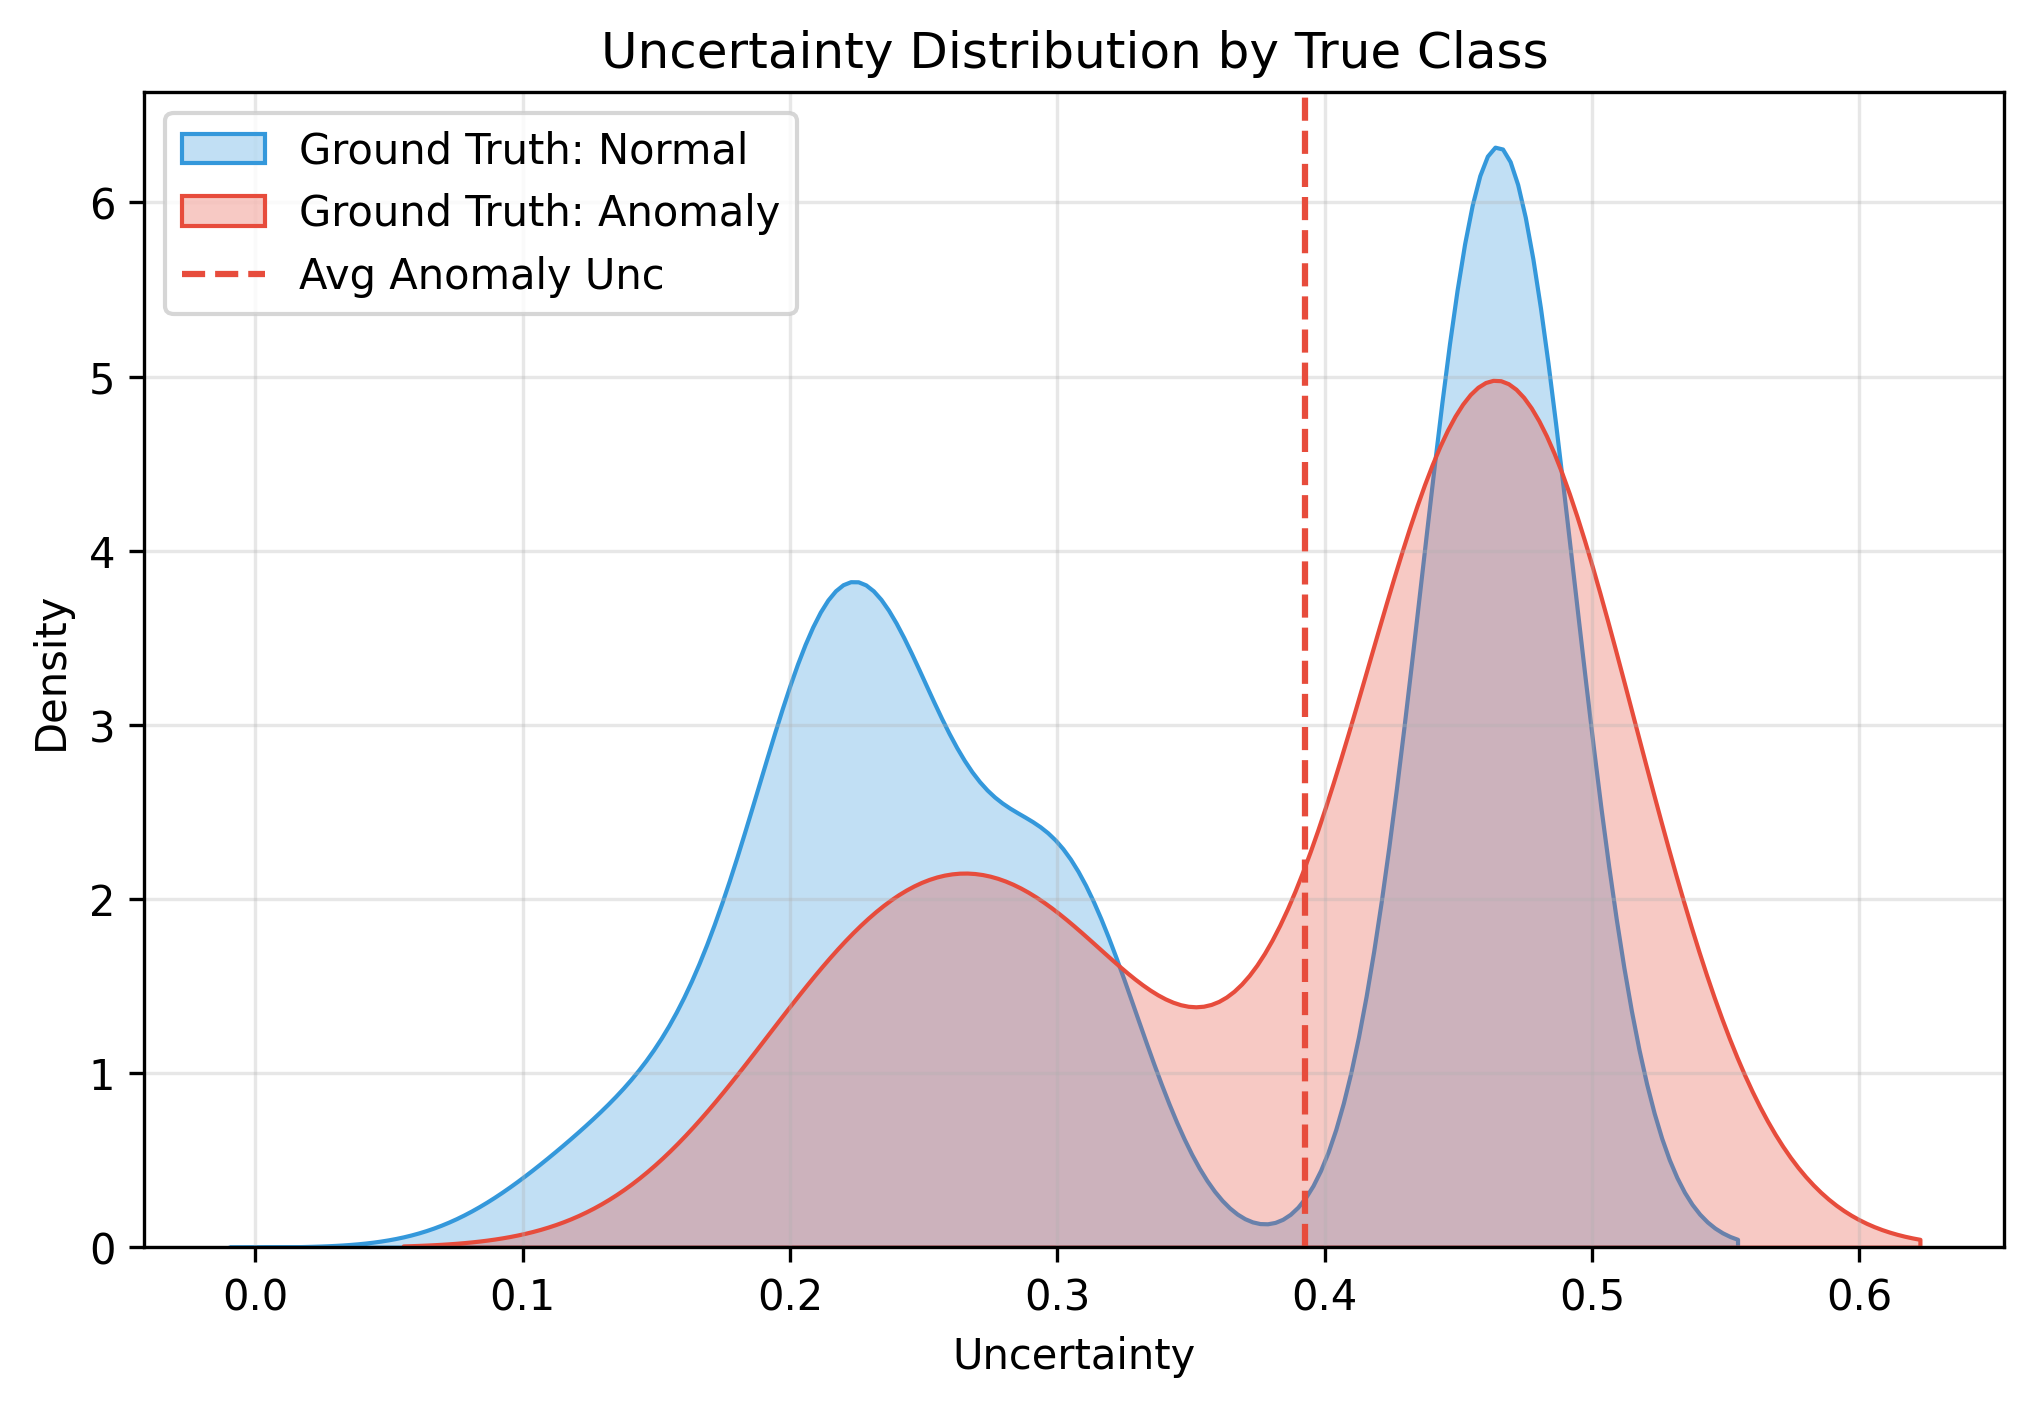 Uncertainty Distribution by True Class
Ground Truth: Normal
Ground Truth: Anomaly
Avg Anomaly Unc
6
5
4
3
2
1
0
Density
0.0 0.1 0.2 0.3 0.4 0.5 0.6
Uncertainty